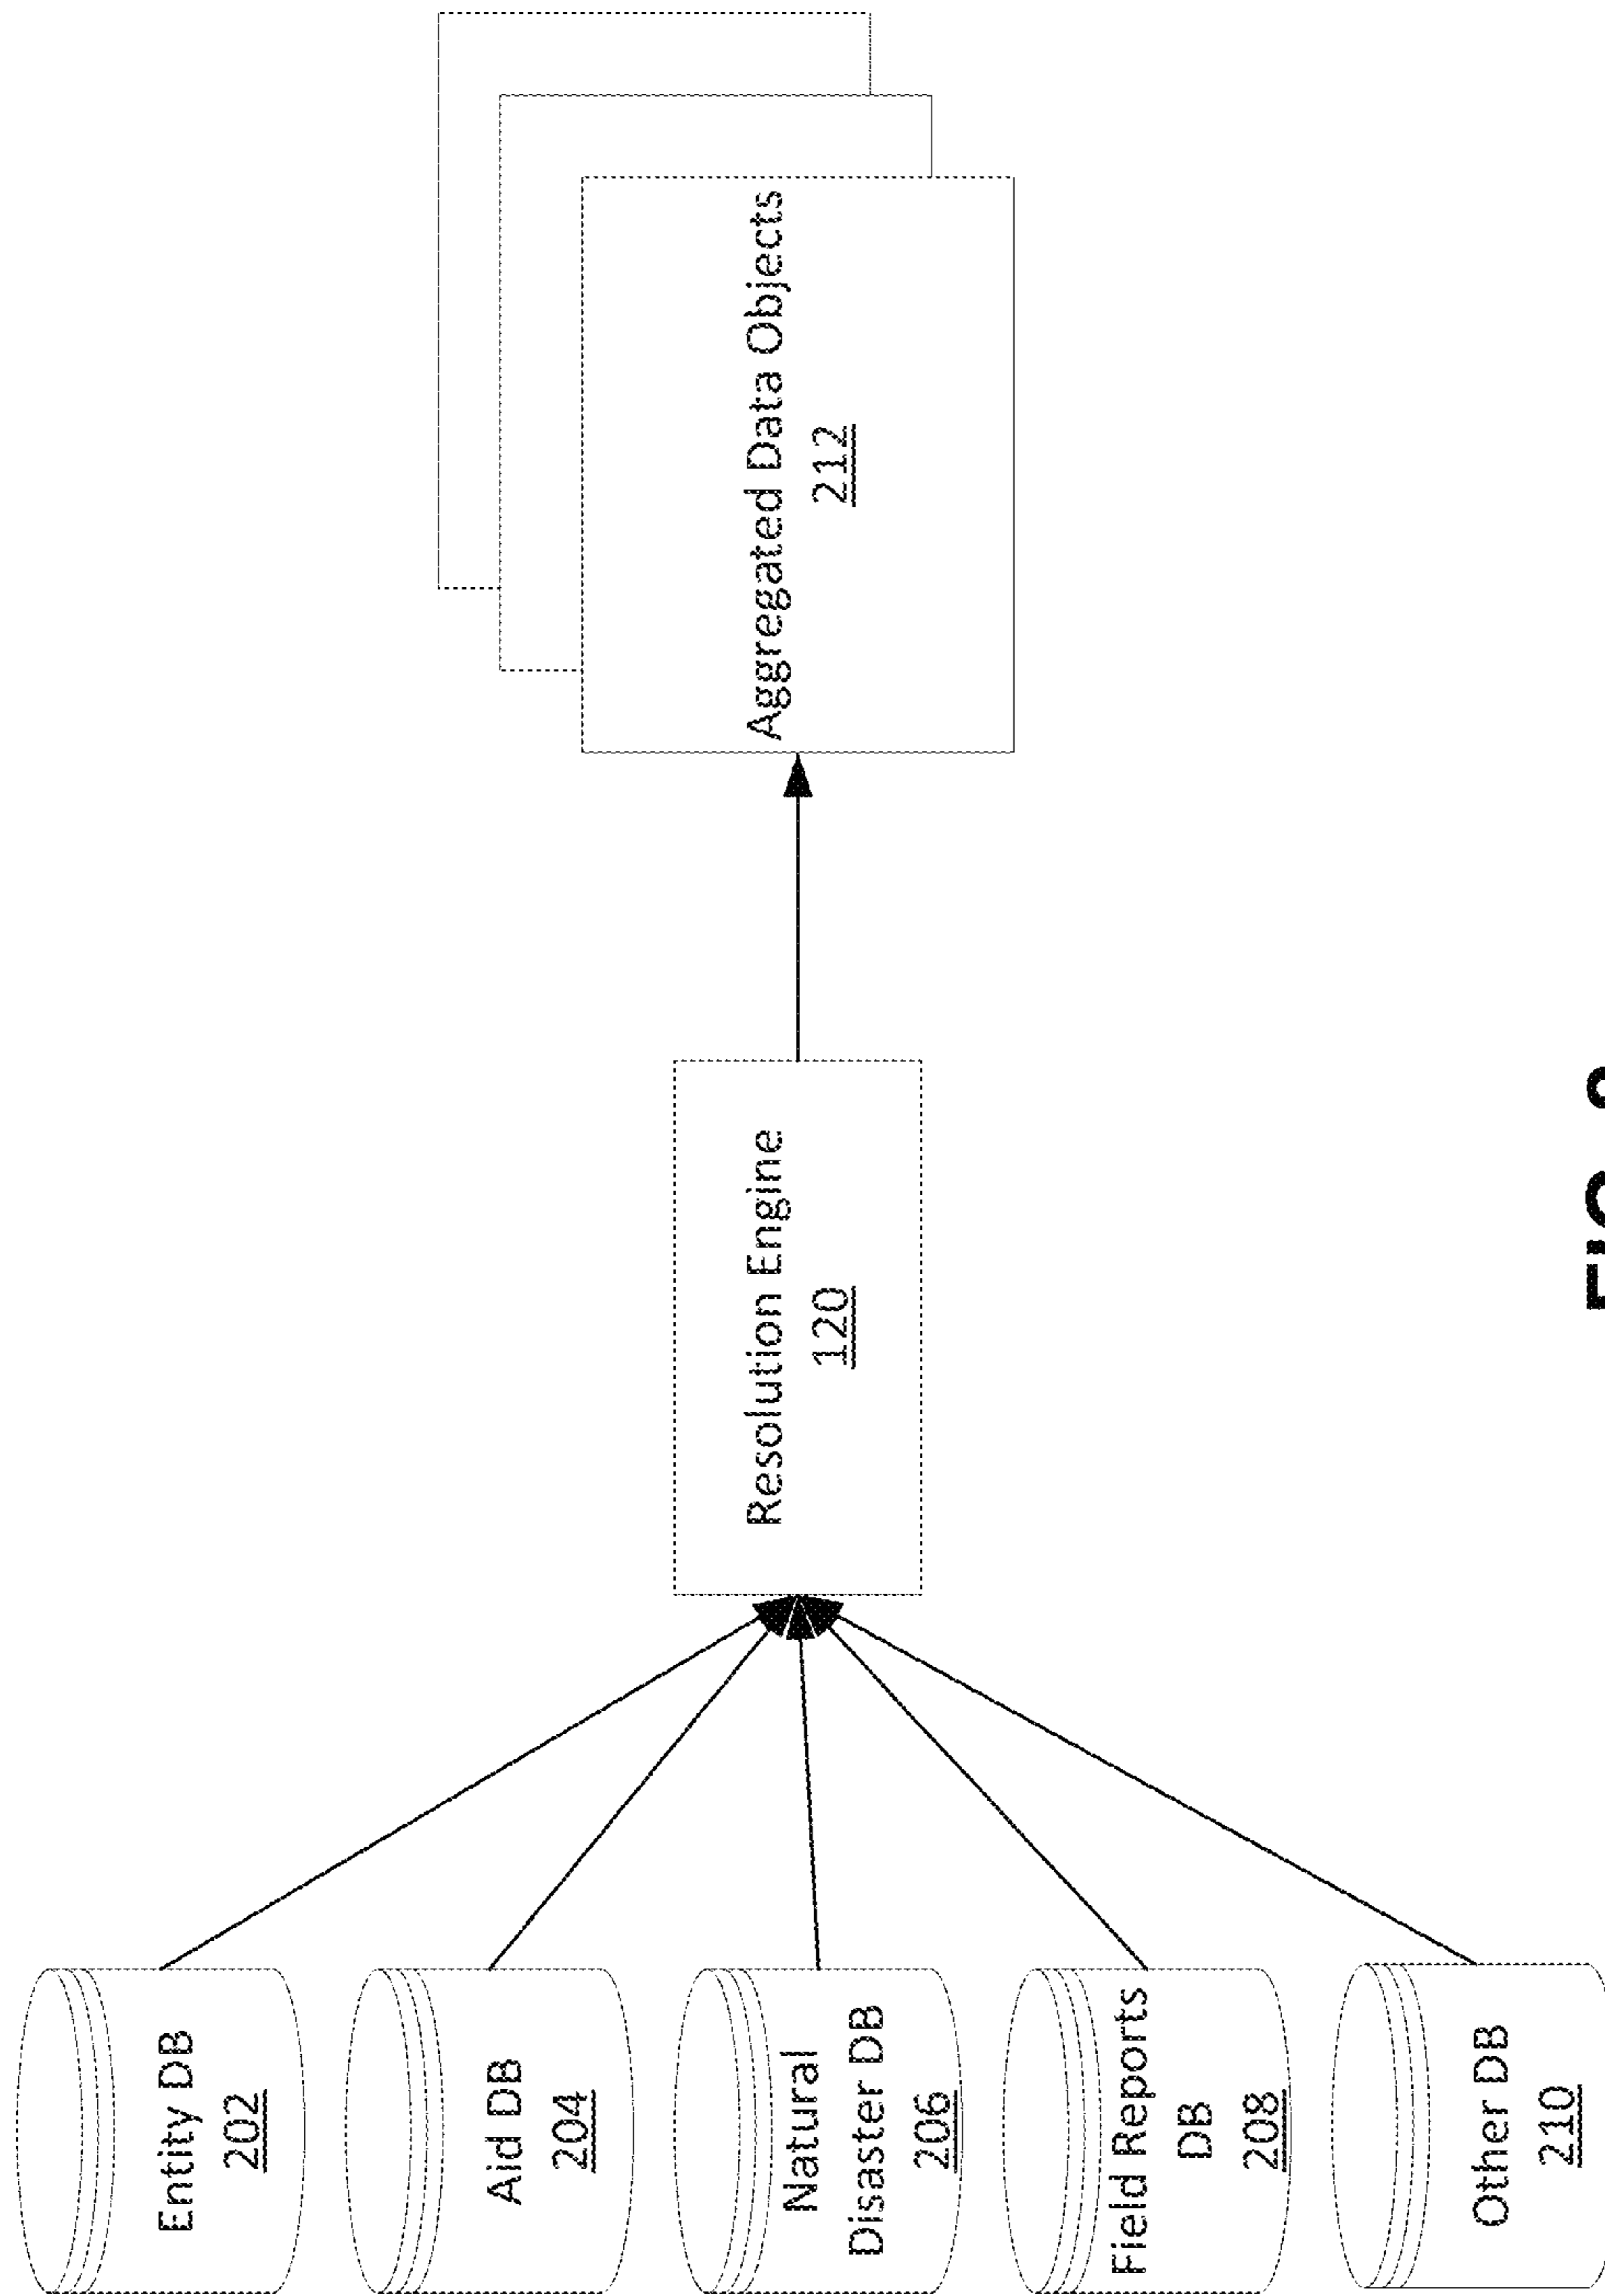 Entity DB
202
Aid DB
204
Natural
Disaster DB
206
Field Reports
DB
208
Other DB
210
Resolution Engine
120
Aggregated Data Objects
212